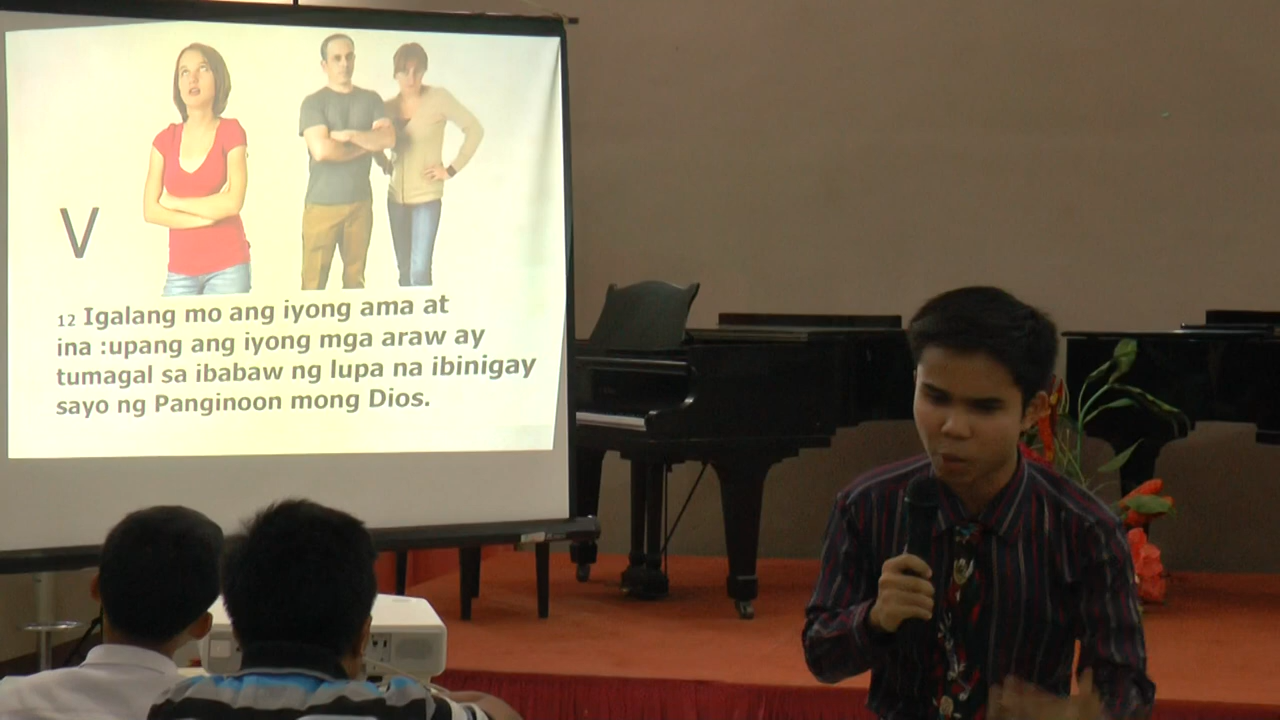 V
12 Igalang mo ang iyong ama at
ina :upang ang iyong mga araw ay
tumagal sa ibabaw ng lupa na ibinigay
sayo ng Panginoon mong Dios.